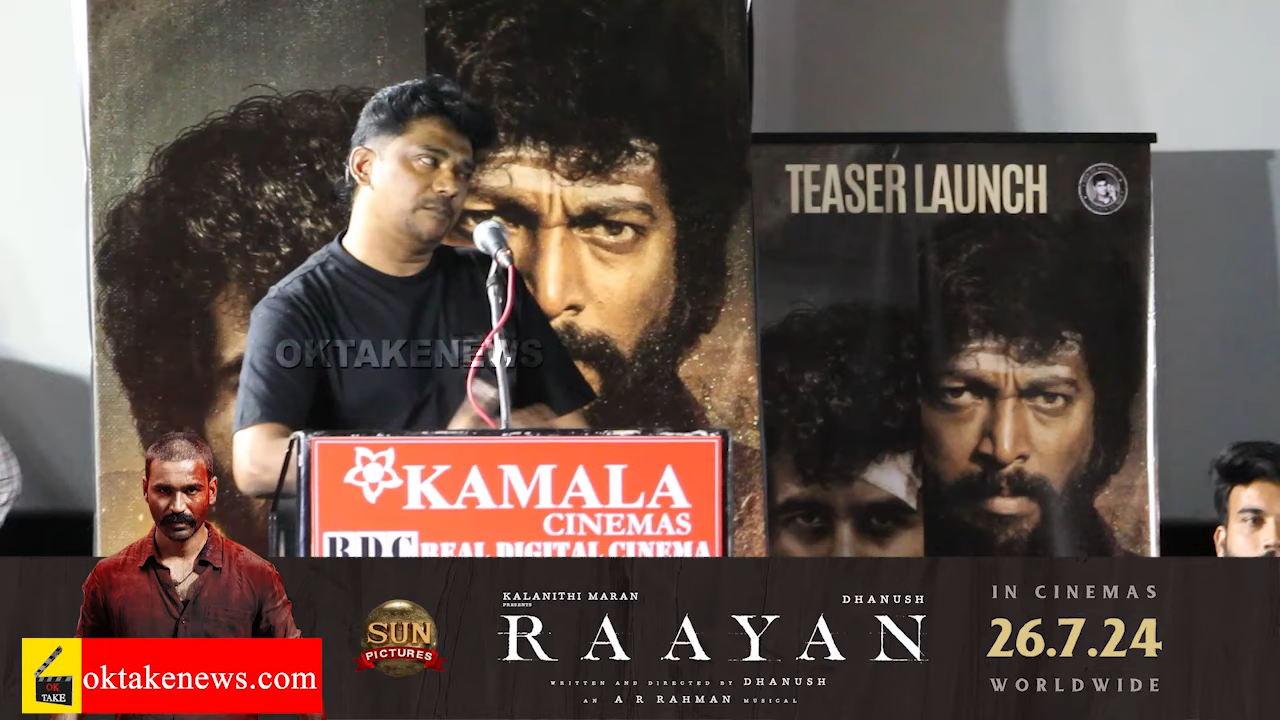 TEASER LAUNCH
OKTAKENEWS
KAMALA
CINEMAS
RDC REAL DIGITAL CINEMA
KALANITHI MARAN
PRESENTS
DHANUSH
SUN
PICTURES
RAAYAN
WRITTEN AND DIRECTED BY DHANUSH
AN A R RAHMAN MUSICAL
IN CINEMAS
26.7.24
WORLDWIDE
OK
TAKE
oktakenews.com